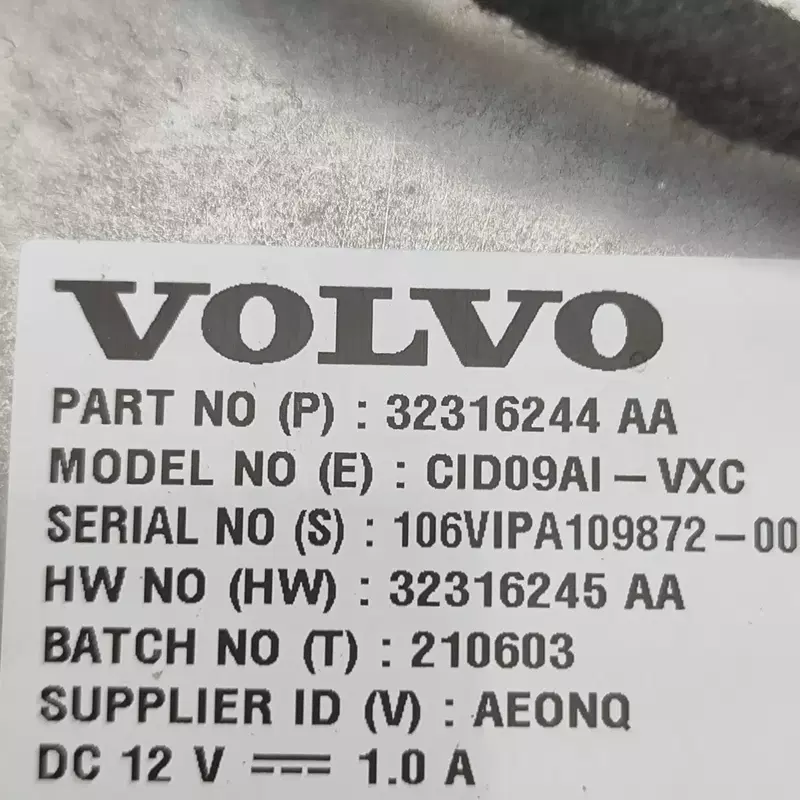 VOLVO
PART NO (P) : 32316244 AA
MODEL NO (E) : CID09AI – VXC
SERIAL NO (S) : 106VIPA109872–00
HW NO (HW) : 32316245 AA
BATCH NO (T) : 210603
SUPPLIER ID (V) : AEONQ
DC 12 V ⎓ 1.0 A